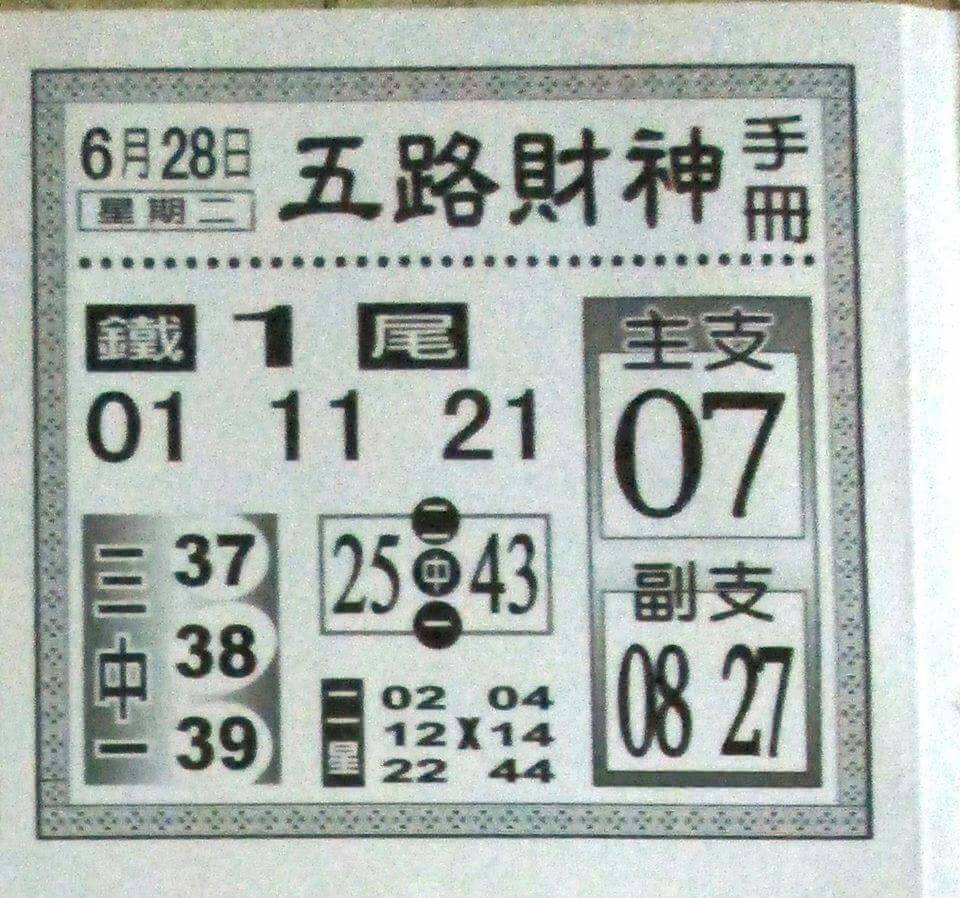 6月28日
星期二
五路財神
手冊
鐵 1 尾
01 11 21
主支
07
三中一
37
38
39
二中一
25 43
副支
08 27
二星
02 04
12 X 14
22 44